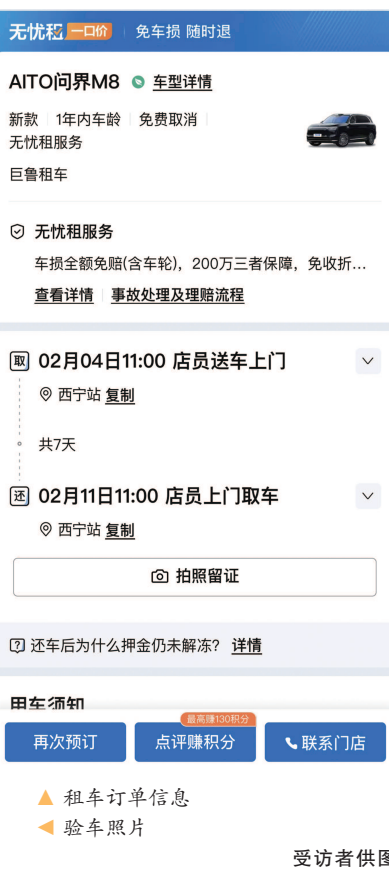 无忧租 一口价 免车损 随时退
AITO问界M8 车型详情
新款 1年内车龄 免费取消
无忧租服务
巨鲁租车
无忧租服务
车损全额免赔(含车轮)，200万三者保障，免收折...
查看详情 事故处理及理赔流程
取 02月04日11:00 店员送车上门
西宁站 复制
共7天
还 02月11日11:00 店员上门取车
西宁站 复制
拍照留证
还车后为什么押金仍未解冻? 详情
用车须知
最高赚130积分
再次预订 点评赚积分 联系门店
▲ 租车订单信息
◀ 验车照片
受访者供图